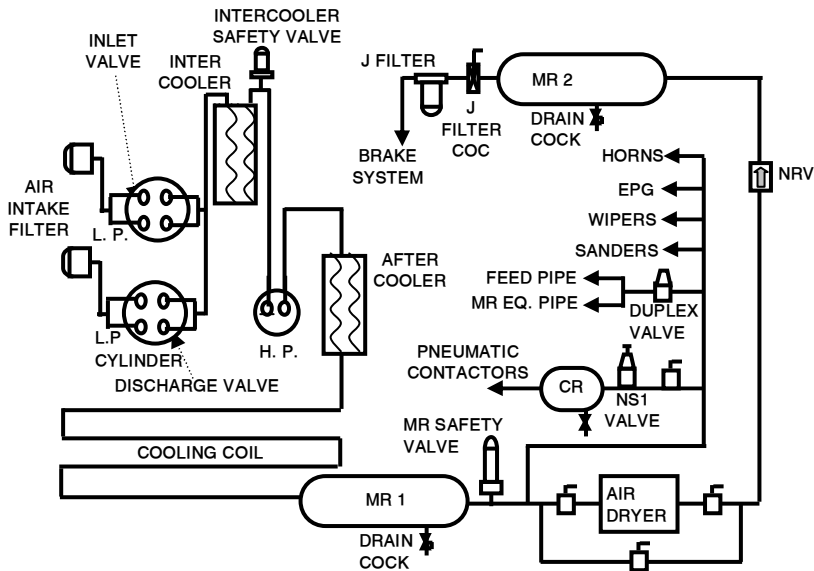 INTERCOOLER
SAFETY VALVE
INLET
VALVE
INTER
COOLER
J FILTER
MR 2
J
FILTER
COC
DRAIN
COCK
BRAKE
SYSTEM
HORNS
NRV
EPG
AIR
INTAKE
FILTER
L. P.
WIPERS
SANDERS
AFTER
COOLER
FEED PIPE
MR EQ. PIPE
DUPLEX
VALVE
L.P
CYLINDER
H. P.
DISCHARGE VALVE
PNEUMATIC
CONTACTORS
CR
NS1
VALVE
MR SAFETY
VALVE
COOLING COIL
MR 1
AIR
DRYER
DRAIN
COCK